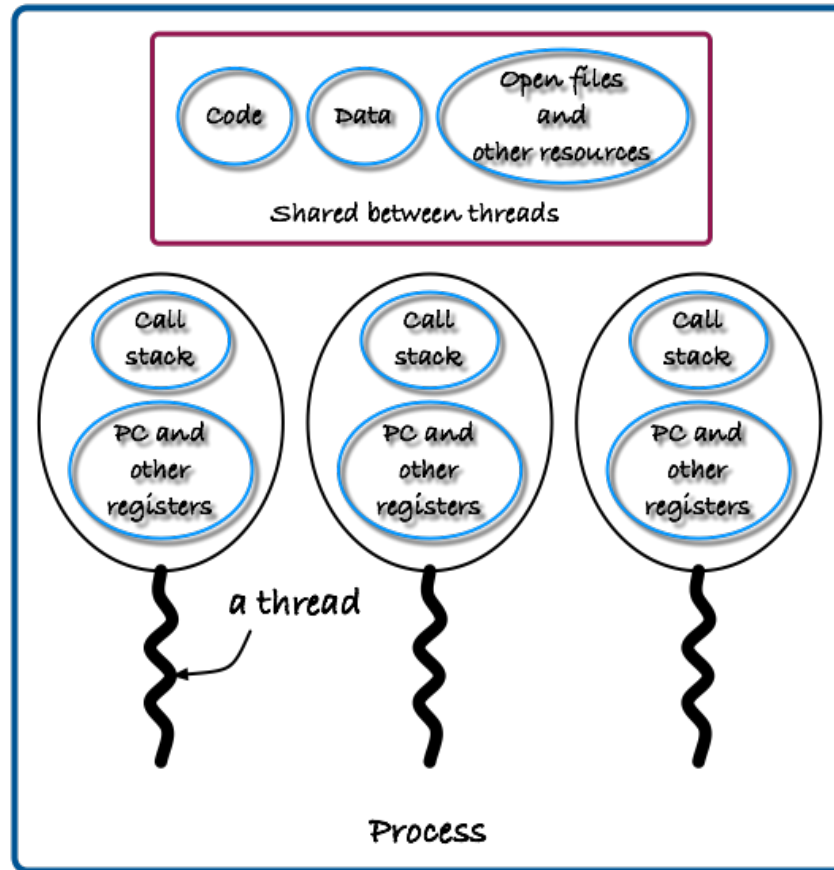 Code
Data
Open files
and
other resources
Shared between threads
Call
stack
PC and
other
registers
Call
stack
PC and
other
registers
Call
stack
PC and
other
registers
a thread
Process